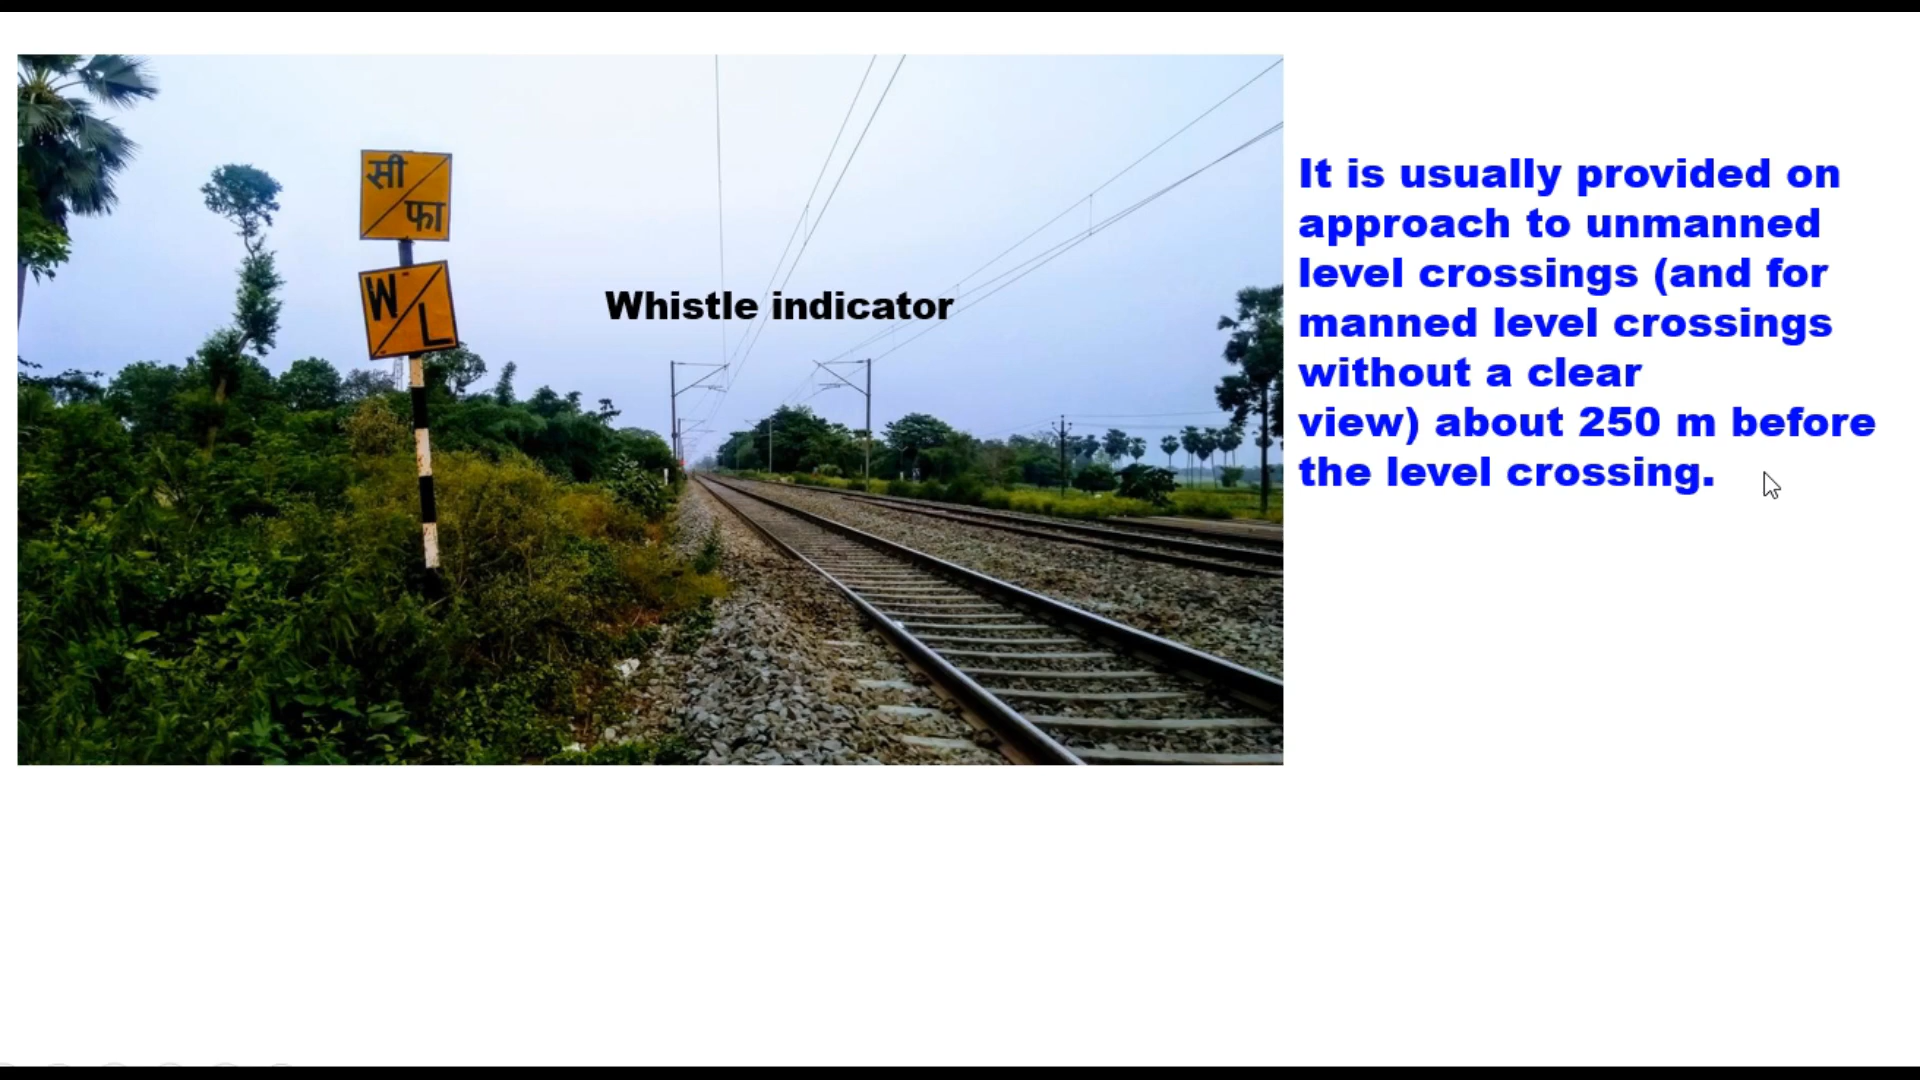 सी
फा
W
L
Whistle indicator
It is usually provided on
approach to unmanned
level crossings (and for
manned level crossings
without a clear
view) about 250 m before
the level crossing.